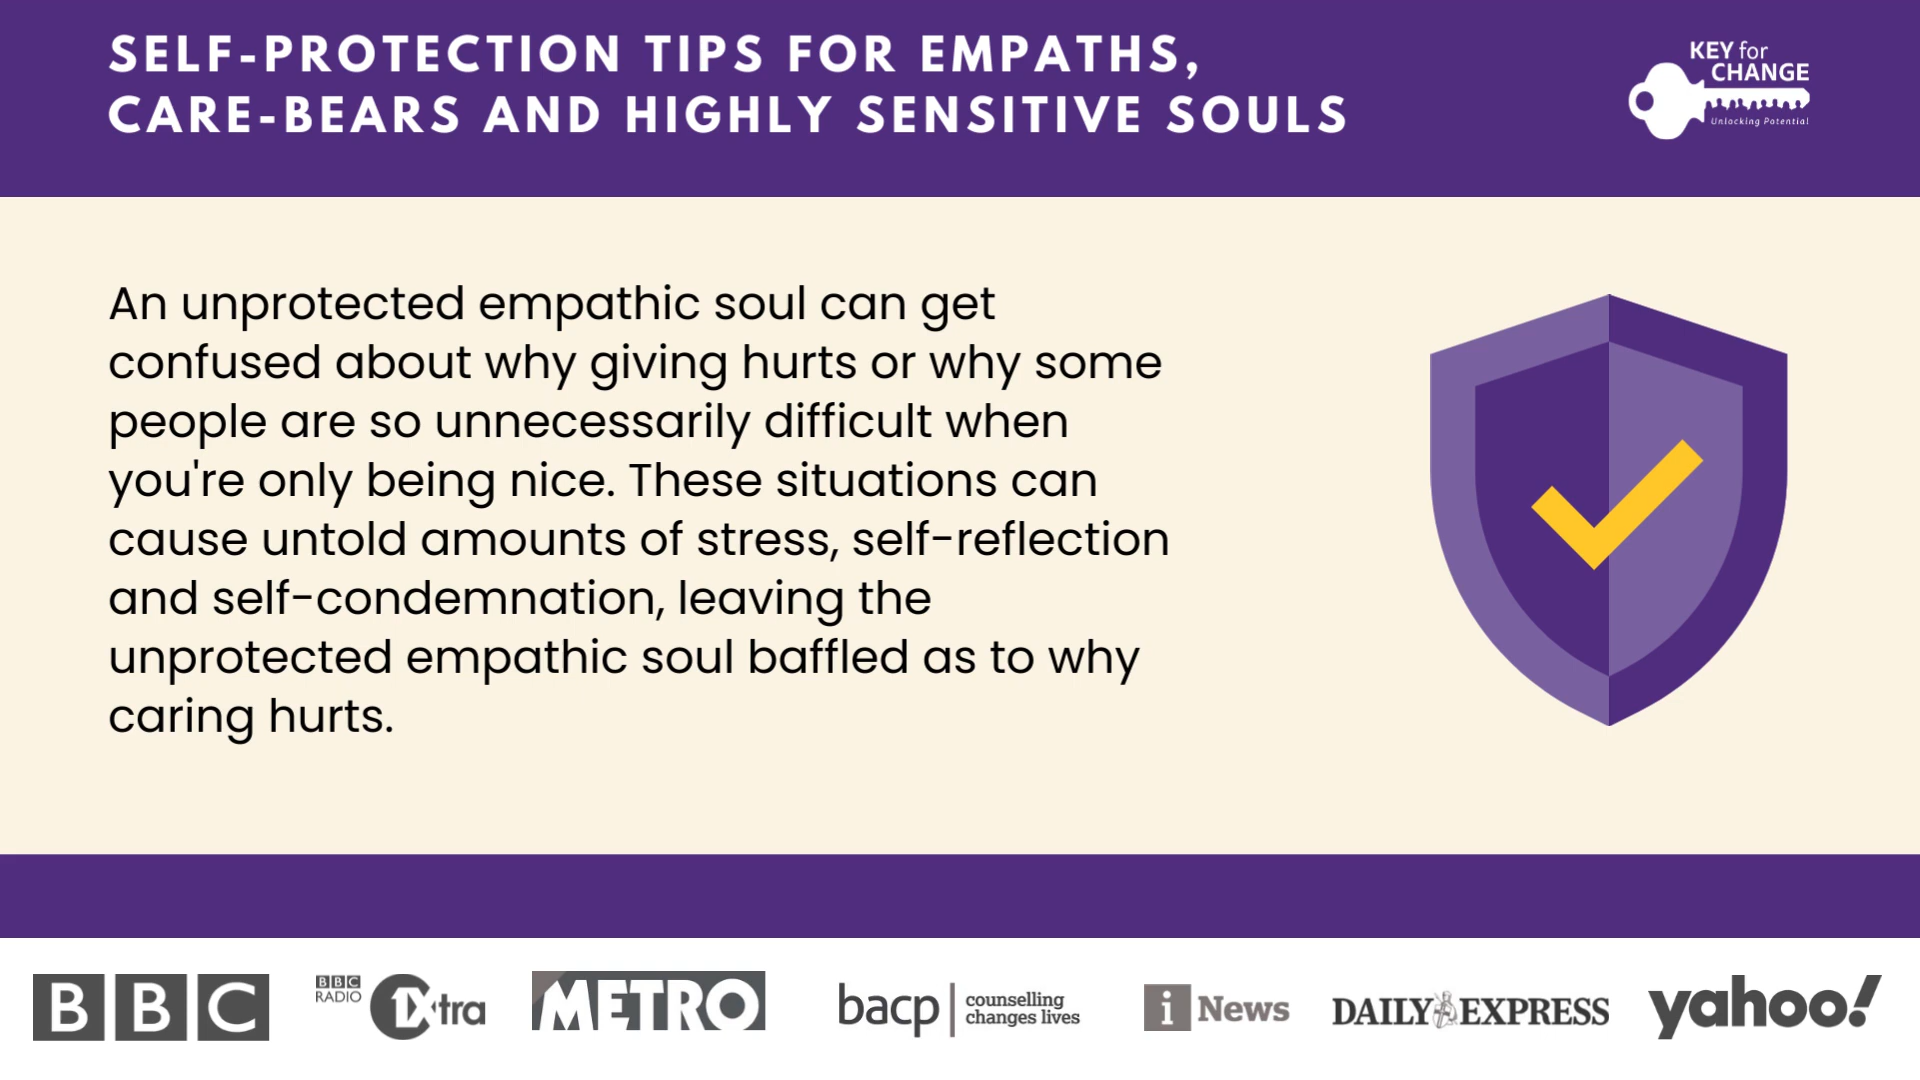 SELF-PROTECTION TIPS FOR EMPATHS,
CARE-BEARS AND HIGHLY SENSITIVE SOULS
KEY for
CHANGE
Unlocking Potential
An unprotected empathic soul can get
confused about why giving hurts or why some
people are so unnecessarily difficult when
you're only being nice. These situations can
cause untold amounts of stress, self-reflection
and self-condemnation, leaving the
unprotected empathic soul baffled as to why
caring hurts.
BBC
BBC
RADIO
1Xtra
METRO
bacp
counselling
changes lives
i News
DAILY EXPRESS
yahoo!